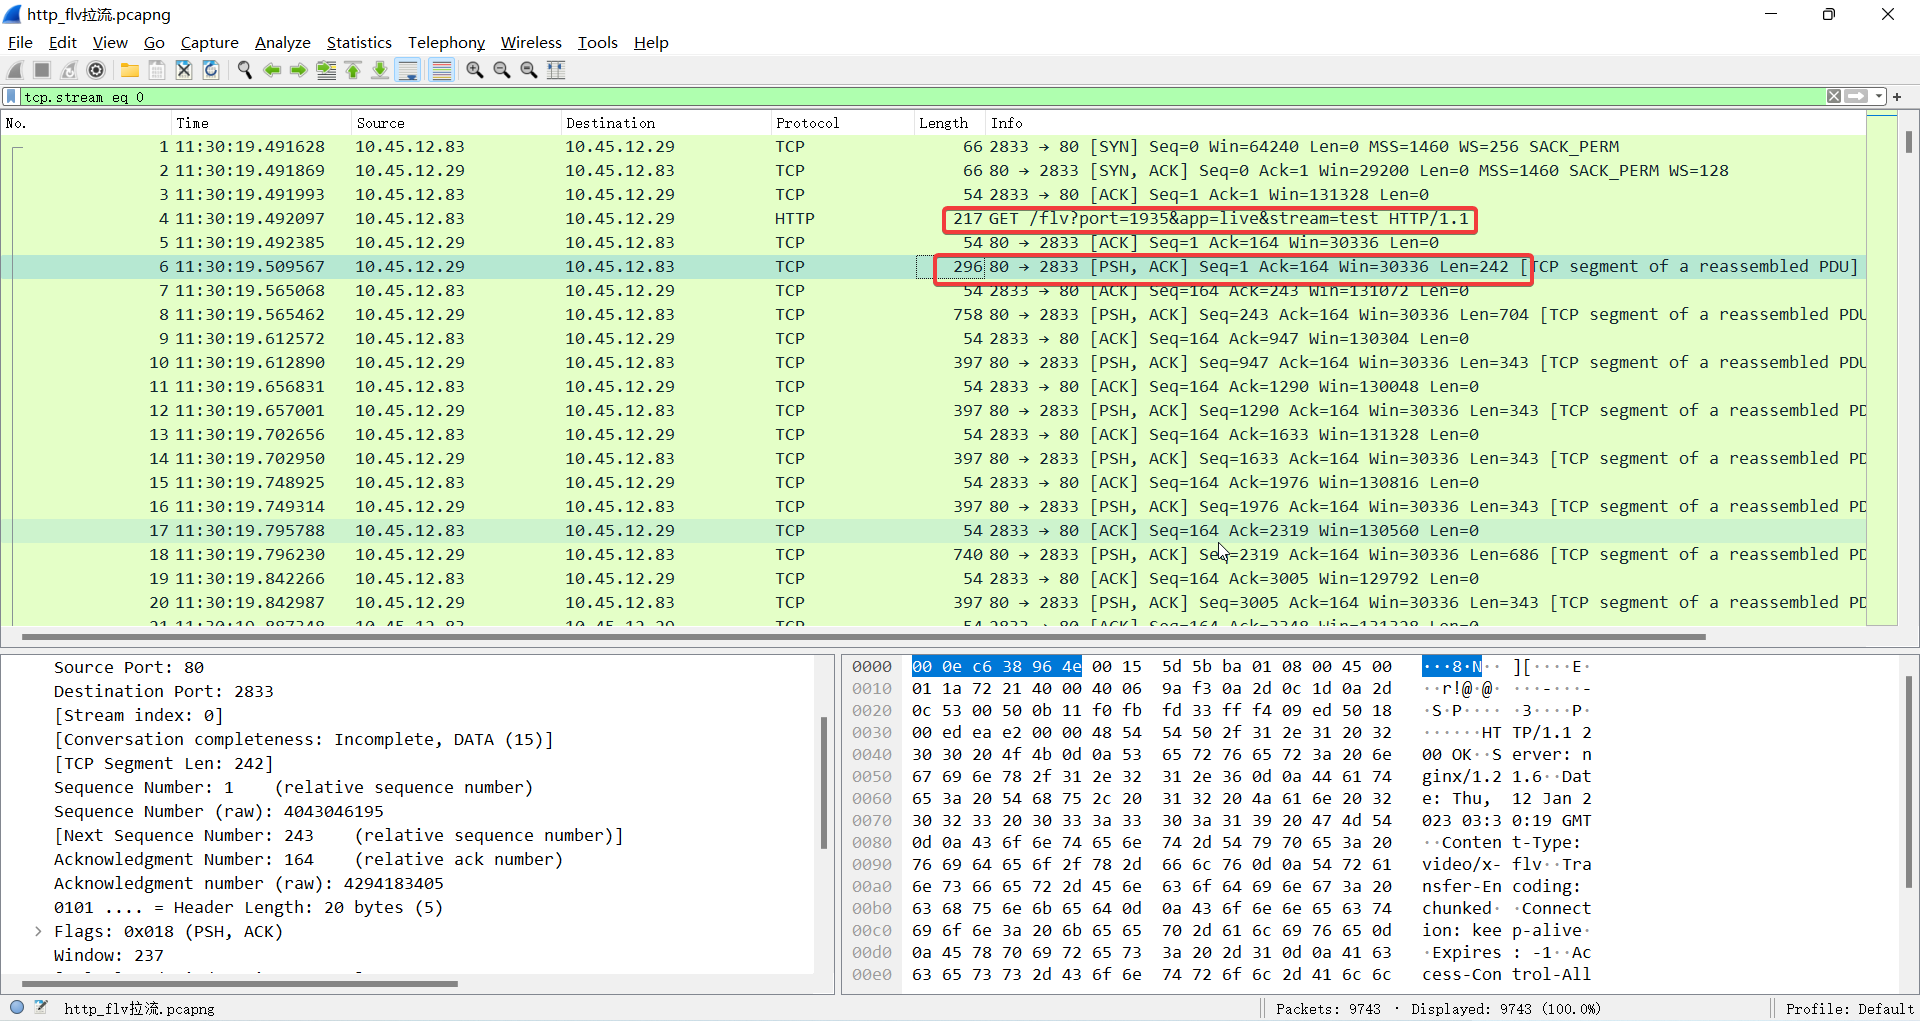 http_flv拉流.pcapng
File Edit View Go Capture Analyze Statistics Telephony Wireless Tools Help
tcp.stream eq 0
No. Time Source Destination Protocol Length Info
1 11:30:19.491628 10.45.12.83 10.45.12.29 TCP 66 2833 → 80 [SYN] Seq=0 Win=64240 Len=0 MSS=1460 WS=256 SACK_PERM
2 11:30:19.491869 10.45.12.29 10.45.12.83 TCP 66 80 → 2833 [SYN, ACK] Seq=0 Ack=1 Win=29200 Len=0 MSS=1460 SACK_PERM WS=128
3 11:30:19.491993 10.45.12.83 10.45.12.29 TCP 54 2833 → 80 [ACK] Seq=1 Ack=1 Win=131328 Len=0
4 11:30:19.492097 10.45.12.83 10.45.12.29 HTTP 217 GET /flv?port=1935&app=live&stream=test HTTP/1.1
5 11:30:19.492385 10.45.12.29 10.45.12.83 TCP 54 80 → 2833 [ACK] Seq=1 Ack=164 Win=30336 Len=0
6 11:30:19.509567 10.45.12.29 10.45.12.83 TCP 296 80 → 2833 [PSH, ACK] Seq=1 Ack=164 Win=30336 Len=242 [TCP segment of a reassembled PDU]
7 11:30:19.565068 10.45.12.83 10.45.12.29 TCP 54 2833 → 80 [ACK] Seq=164 Ack=243 Win=131072 Len=0
8 11:30:19.565462 10.45.12.29 10.45.12.83 TCP 758 80 → 2833 [PSH, ACK] Seq=243 Ack=164 Win=30336 Len=704 [TCP segment of a reassembled PDU
9 11:30:19.612572 10.45.12.83 10.45.12.29 TCP 54 2833 → 80 [ACK] Seq=164 Ack=947 Win=130304 Len=0
10 11:30:19.612890 10.45.12.29 10.45.12.83 TCP 397 80 → 2833 [PSH, ACK] Seq=947 Ack=164 Win=30336 Len=343 [TCP segment of a reassembled PDU
11 11:30:19.656831 10.45.12.83 10.45.12.29 TCP 54 2833 → 80 [ACK] Seq=164 Ack=1290 Win=130048 Len=0
12 11:30:19.657001 10.45.12.29 10.45.12.83 TCP 397 80 → 2833 [PSH, ACK] Seq=1290 Ack=164 Win=30336 Len=343 [TCP segment of a reassembled PD
13 11:30:19.702656 10.45.12.83 10.45.12.29 TCP 54 2833 → 80 [ACK] Seq=164 Ack=1633 Win=131328 Len=0
14 11:30:19.702950 10.45.12.29 10.45.12.83 TCP 397 80 → 2833 [PSH, ACK] Seq=1633 Ack=164 Win=30336 Len=343 [TCP segment of a reassembled PD
15 11:30:19.748925 10.45.12.83 10.45.12.29 TCP 54 2833 → 80 [ACK] Seq=164 Ack=1976 Win=130816 Len=0
16 11:30:19.749314 10.45.12.29 10.45.12.83 TCP 397 80 → 2833 [PSH, ACK] Seq=1976 Ack=164 Win=30336 Len=343 [TCP segment of a reassembled PD
17 11:30:19.795788 10.45.12.83 10.45.12.29 TCP 54 2833 → 80 [ACK] Seq=164 Ack=2319 Win=130560 Len=0
18 11:30:19.796230 10.45.12.29 10.45.12.83 TCP 740 80 → 2833 [PSH, ACK] Seq=2319 Ack=164 Win=30336 Len=686 [TCP segment of a reassembled PD
19 11:30:19.842266 10.45.12.83 10.45.12.29 TCP 54 2833 → 80 [ACK] Seq=164 Ack=3005 Win=129792 Len=0
20 11:30:19.842987 10.45.12.29 10.45.12.83 TCP 397 80 → 2833 [PSH, ACK] Seq=3005 Ack=164 Win=30336 Len=343 [TCP segment of a reassembled PD
Source Port: 80
Destination Port: 2833
[Stream index: 0]
[Conversation completeness: Incomplete, DATA (15)]
[TCP Segment Len: 242]
Sequence Number: 1 (relative sequence number)
Sequence Number (raw): 4043046195
[Next Sequence Number: 243 (relative sequence number)]
Acknowledgment Number: 164 (relative ack number)
Acknowledgment number (raw): 4294183405
0101 .... = Header Length: 20 bytes (5)
Flags: 0x018 (PSH, ACK)
Window: 237
0000 00 0e c6 38 96 4e 00 15 5d 5b ba 01 08 00 45 00 ···8·N·· ][····E·
0010 01 1a 72 21 40 00 40 06 9a f3 0a 2d 0c 1d 0a 2d ··r!@·@· ···-···-
0020 0c 53 00 50 0b 11 f0 fb fd 33 ff f4 09 ed 50 18 ·S·P···· ·3····P·
0030 00 ed ea e2 00 00 48 54 54 50 2f 31 2e 31 20 32 ······HT TP/1.1 2
0040 30 30 20 4f 4b 0d 0a 53 65 72 76 65 72 3a 20 6e 00 OK··S erver: n
0050 67 69 6e 78 2f 31 2e 32 31 2e 36 0d 0a 44 61 74 ginx/1.2 1.6··Dat
0060 65 3a 20 54 68 75 2c 20 31 32 20 4a 61 6e 20 32 e: Thu, 12 Jan 2
0070 30 32 33 20 30 33 3a 33 30 3a 31 39 20 47 4d 54 023 03:3 0:19 GMT
0080 0d 0a 43 6f 6e 74 65 6e 74 2d 54 79 70 65 3a 20 ··Conten t-Type:
0090 76 69 64 65 6f 2f 78 2d 66 6c 76 0d 0a 54 72 61 video/x- flv··Tra
00a0 6e 73 66 65 72 2d 45 6e 63 6f 64 69 6e 67 3a 20 nsfer-En coding:
00b0 63 68 75 6e 6b 65 64 0d 0a 43 6f 6e 6e 65 63 74 chunked· ·Connect
00c0 69 6f 6e 3a 20 6b 65 65 70 2d 61 6c 69 76 65 0d ion: kee p-alive·
00d0 0a 45 78 70 69 72 65 73 3a 20 2d 31 0d 0a 41 63 ·Expires : -1··Ac
00e0 63 65 73 73 2d 43 6f 6e 74 72 6f 6c 2d 41 6c 6c cess-Con trol-All
http_flv拉流.pcapng Packets: 9743 · Displayed: 9743 (100.0%) Profile: Default